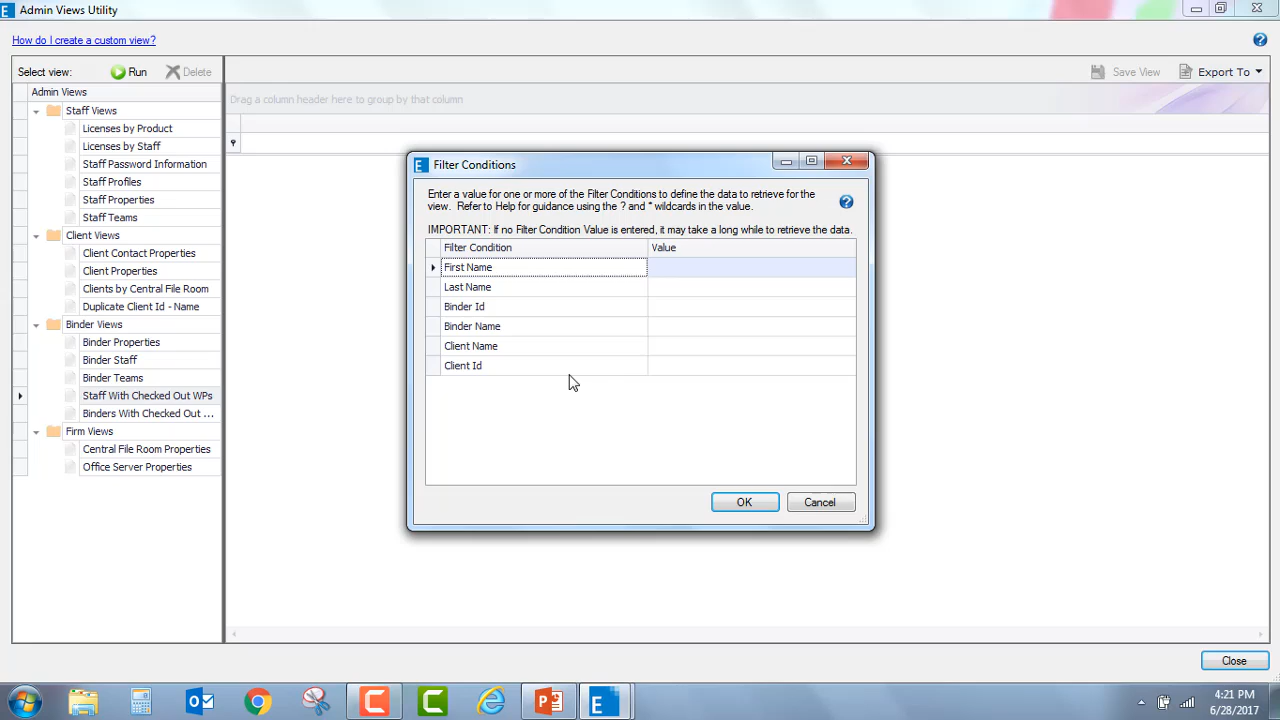 Admin Views Utility
How do I create a custom view?
Select view:
Run
Delete
Save View
Export To
Admin Views
Staff Views
Licenses by Product
Licenses by Staff
Staff Password Information
Staff Profiles
Staff Properties
Staff Teams
Client Views
Client Contact Properties
Client Properties
Clients by Central File Room
Duplicate Client Id - Name
Binder Views
Binder Properties
Binder Staff
Binder Teams
Staff With Checked Out WPs
Binders With Checked Out ...
Firm Views
Central File Room Properties
Office Server Properties
Drag a column header here to group by that column
Filter Conditions
Enter a value for one or more of the Filter Conditions to define the data to retrieve for the
view. Refer to Help for guidance using the ? and * wildcards in the value.
IMPORTANT: If no Filter Condition Value is entered, it may take a long while to retrieve the data.
Filter Condition Value
First Name
Last Name
Binder Id
Binder Name
Client Name
Client Id
OK
Cancel
Close
4:21 PM
6/28/2017